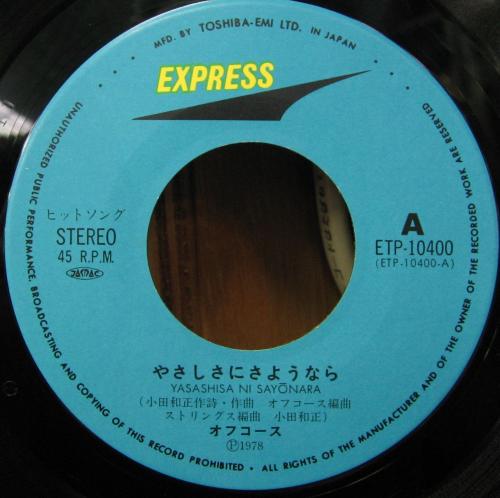 MFD. BY TOSHIBA-EMI LTD. IN JAPAN
EXPRESS
ヒットソング
STEREO
45 R.P.M.
JASRAC
A
ETP-10400
(ETP-10400-A)
やさしさにさようなら
YASASHISA NI SAYŌNARA
(小田和正作詩・作曲 オフコース編曲
ストリングス編曲 小田和正)
オフコース
Ⓟ1978
UNAUTHORIZED PUBLIC PERFORMANCE, BROADCASTING AND COPYING OF THIS RECORD PROHIBITED · ALL RIGHTS OF THE MANUFACTURER AND OF THE OWNER OF THE RECORDED WORK ARE RESERVED